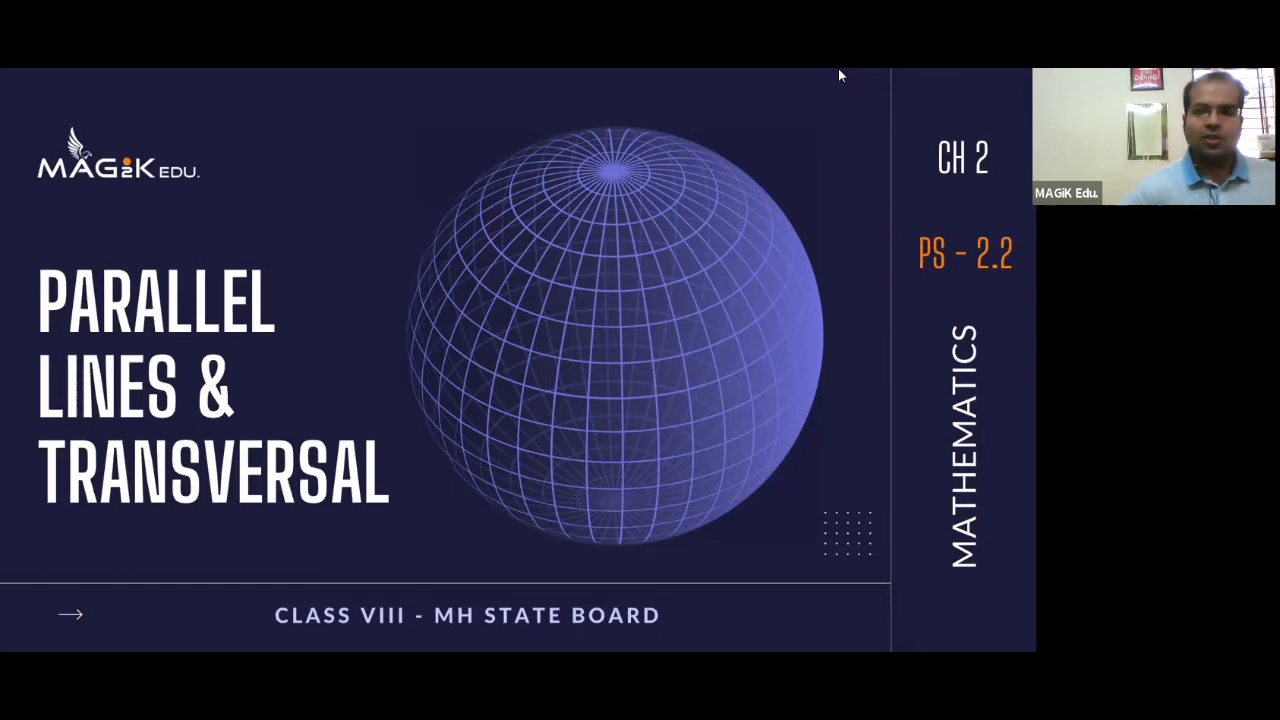 MAGiK EDU.
PARALLEL
LINES &
TRANSVERSAL
CLASS VIII - MH STATE BOARD
CH 2
PS - 2.2
MATHEMATICS
MAGiK Edu.